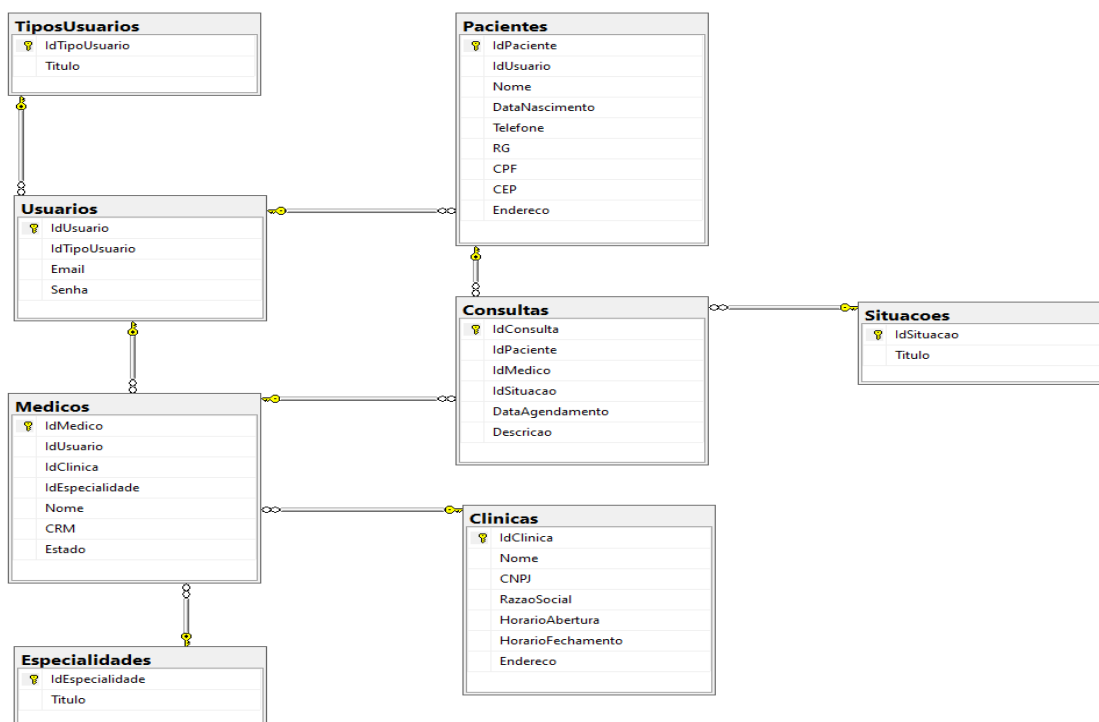 TiposUsuarios
IdTipoUsuario
Titulo
Pacientes
IdPaciente
IdUsuario
Nome
DataNascimento
Telefone
RG
CPF
CEP
Endereco
Usuarios
IdUsuario
IdTipoUsuario
Email
Senha
Consultas
IdConsulta
IdPaciente
IdMedico
IdSituacao
DataAgendamento
Descricao
Situacoes
IdSituacao
Titulo
Medicos
IdMedico
IdUsuario
IdClinica
IdEspecialidade
Nome
CRM
Estado
Clinicas
IdClinica
Nome
CNPJ
RazaoSocial
HorarioAbertura
HorarioFechamento
Endereco
Especialidades
IdEspecialidade
Titulo